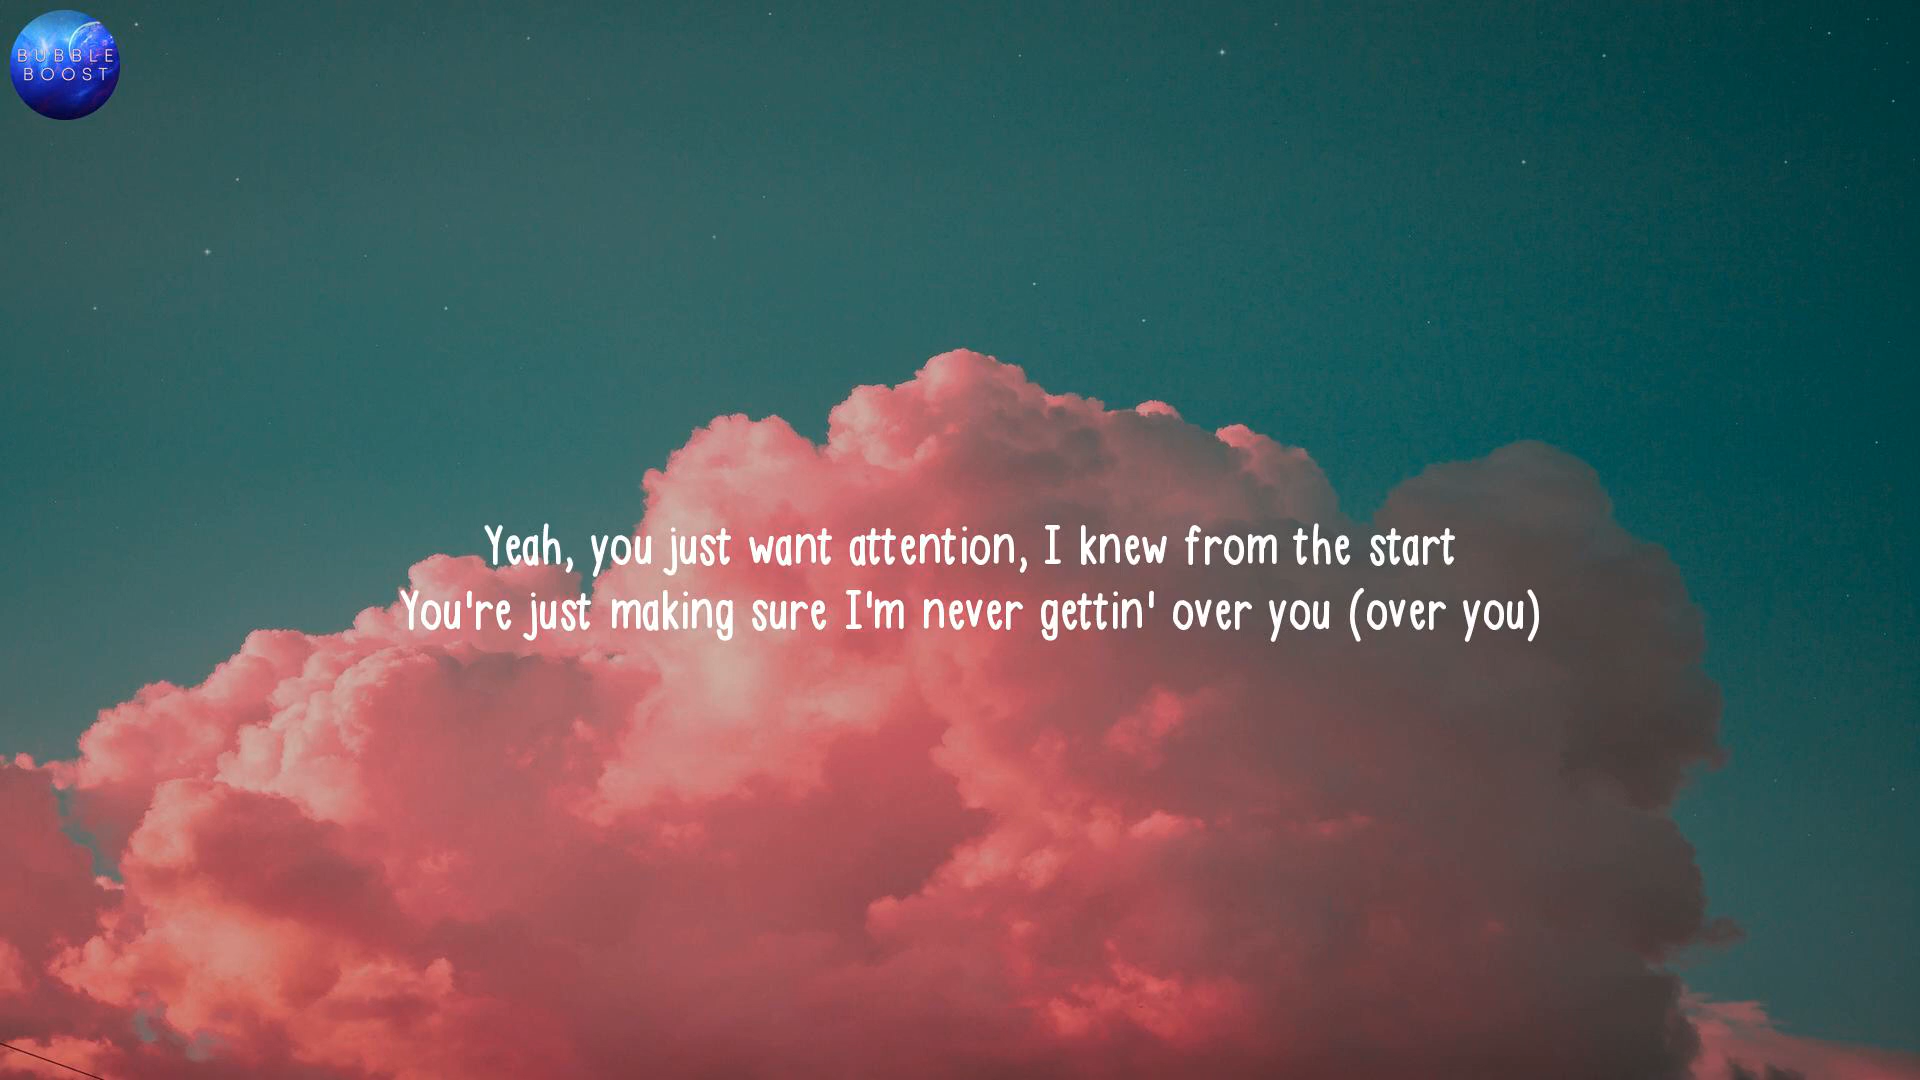 BUBBLE
BOOST
Yeah, you just want attention, I knew from the start
You're just making sure I'm never gettin' over you (over you)